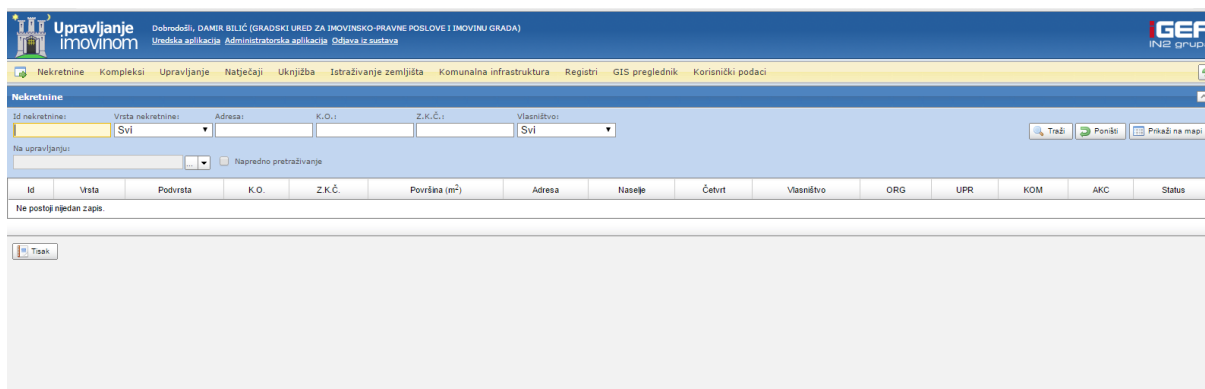 Upravljanje
imovinom
Dobrodošli, DAMIR BILIĆ (GRADSKI URED ZA IMOVINSKO-PRAVNE POSLOVE I IMOVINU GRADA)
Uredska aplikacija Administratorska aplikacija Odjava iz sustava
IN2 grup
Nekretnine Kompleksi Upravljanje Natječaji Uknjižba Istraživanje zemljišta Komunalna infrastruktura Registri GIS preglednik Korisnički podaci
Nekretnine
Id nekretnine: Vrsta nekretnine: Adresa: K.O.: Z.K.Č.: Vlasništvo:
Svi Svi Traži Poništi Prikaži na mapi
Na upravljanju:
... Napredno pretraživanje
Id Vrsta Podvrsta K.O. Z.K.Č. Površina (m²) Adresa Naselje Četvrt Vlasništvo ORG UPR KOM AKC Status
Ne postoji nijedan zapis.
Tisak